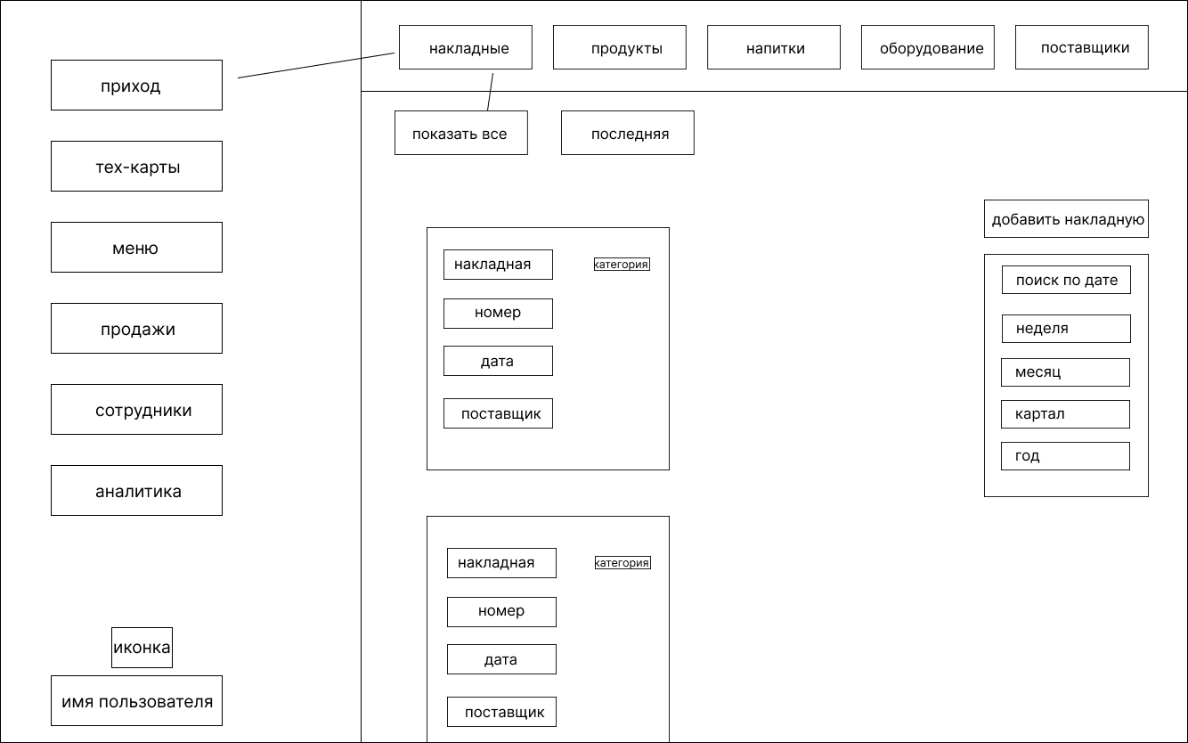 приход
тех-карты
меню
продажи
сотрудники
аналитика
иконка
имя пользователя
накладные
продукты
напитки
оборудование
поставщики
показать все
последняя
накладная
категория
номер
дата
поставщик
накладная
категория
номер
дата
поставщик
добавить накладную
поиск по дате
неделя
месяц
картал
год